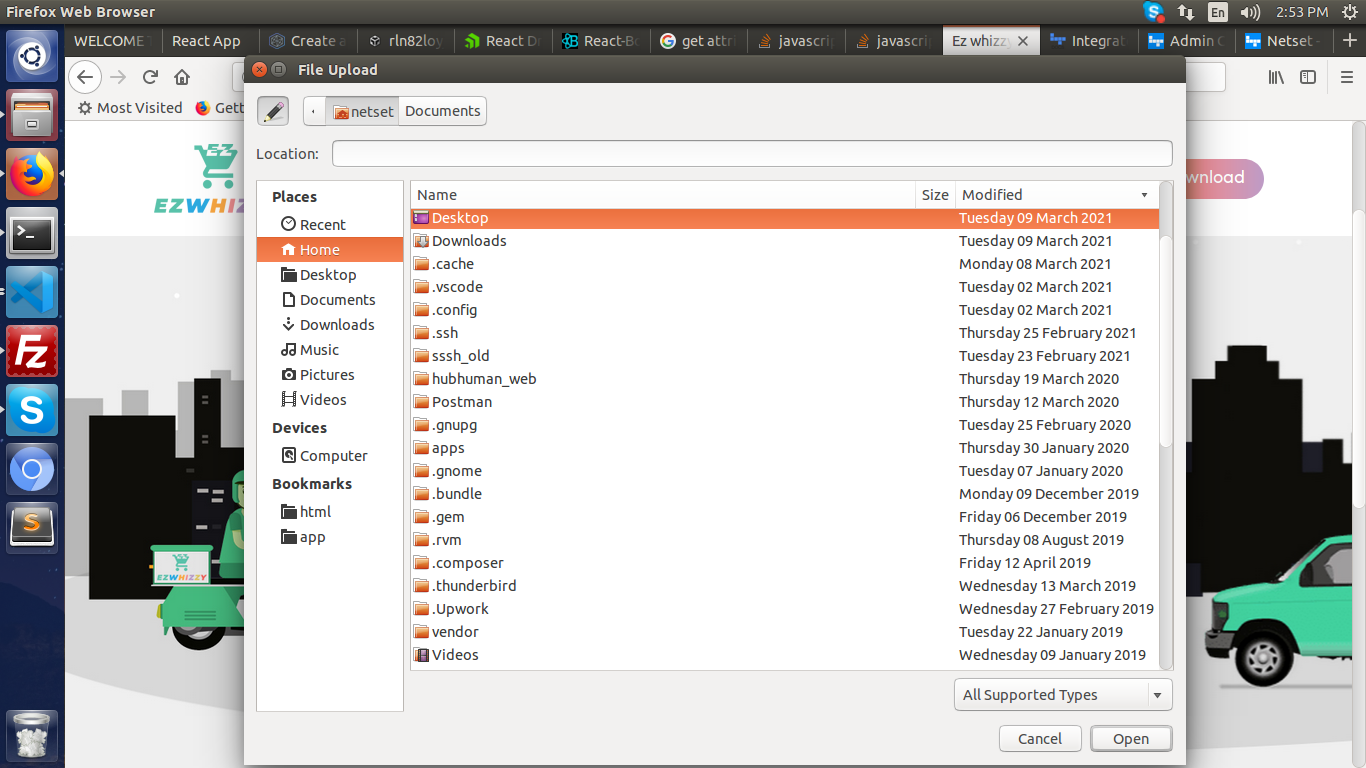 Firefox Web Browser
En
2:53 PM
WELCOME T
React App
Create a
rln82loy
React Dr
React-Bo
get attri
javascrip
javascrip
Ez whizzy
Integrat
Admin C
Netset -
Most Visited
Gett
File Upload
netset
Documents
Location:
Places
Recent
Home
Desktop
Documents
Downloads
Music
Pictures
Videos
Devices
Computer
Bookmarks
html
app
Name Size Modified
Desktop Tuesday 09 March 2021
Downloads Tuesday 09 March 2021
.cache Monday 08 March 2021
.vscode Tuesday 02 March 2021
.config Tuesday 02 March 2021
.ssh Thursday 25 February 2021
sssh_old Tuesday 23 February 2021
hubhuman_web Thursday 19 March 2020
Postman Thursday 12 March 2020
.gnupg Tuesday 25 February 2020
apps Thursday 30 January 2020
.gnome Tuesday 07 January 2020
.bundle Monday 09 December 2019
.gem Friday 06 December 2019
.rvm Thursday 08 August 2019
.composer Friday 12 April 2019
.thunderbird Wednesday 13 March 2019
.Upwork Wednesday 27 February 2019
vendor Tuesday 22 January 2019
Videos Wednesday 09 January 2019
All Supported Types
Cancel
Open
EZ
EZWHIZZ
wnload
EZWHIZZY